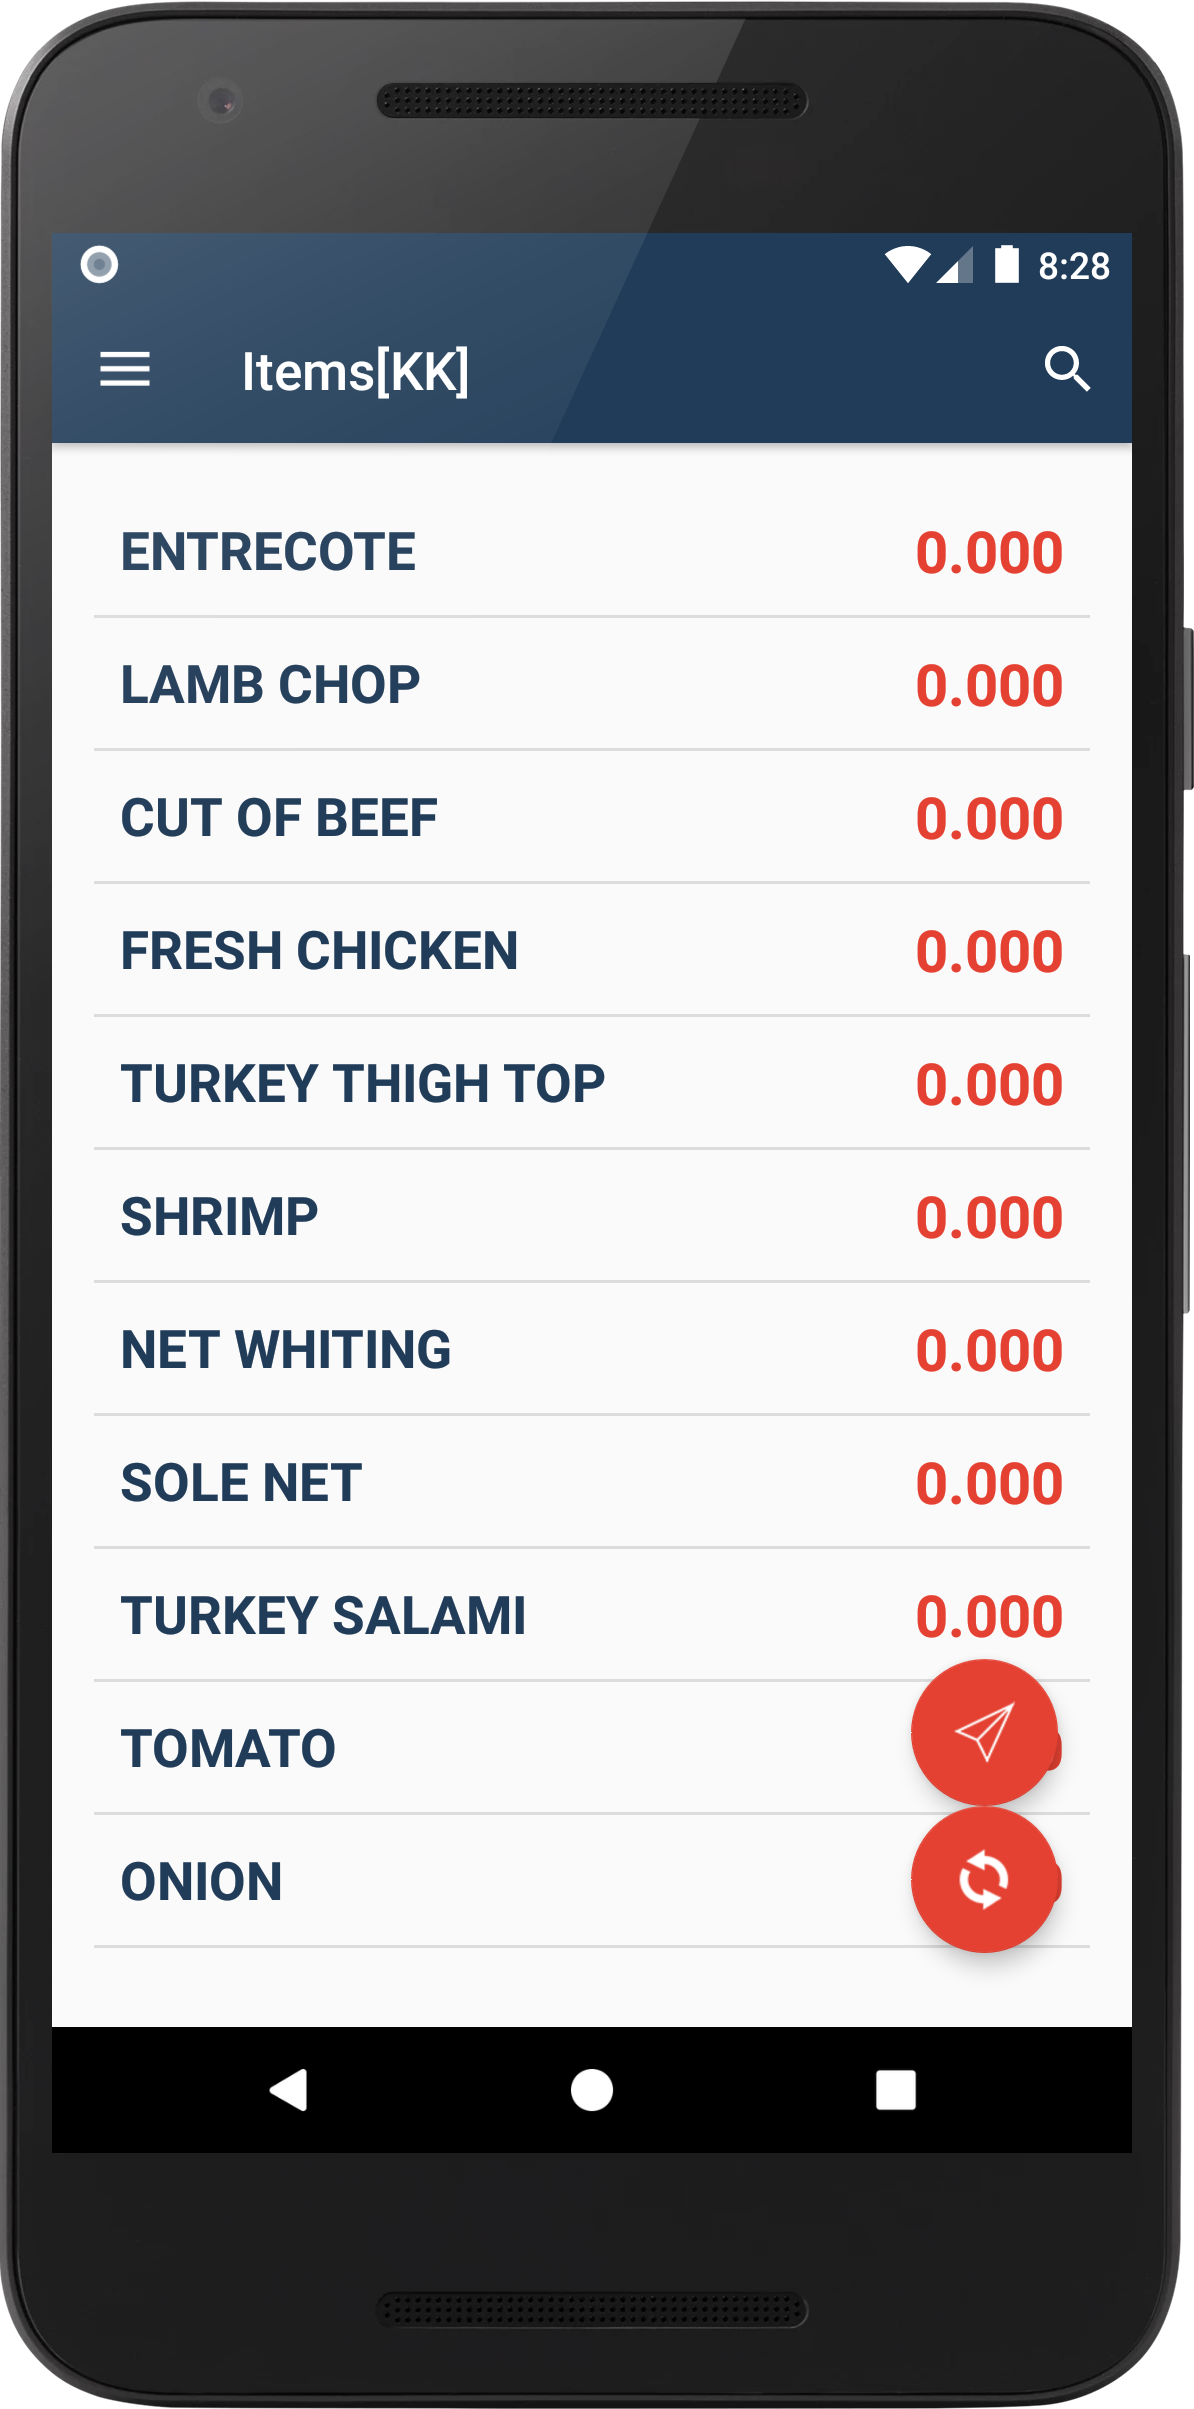 8:28
Items[KK]
ENTRECOTE 0.000
LAMB CHOP 0.000
CUT OF BEEF 0.000
FRESH CHICKEN 0.000
TURKEY THIGH TOP 0.000
SHRIMP 0.000
NET WHITING 0.000
SOLE NET 0.000
TURKEY SALAMI 0.000
TOMATO
ONION